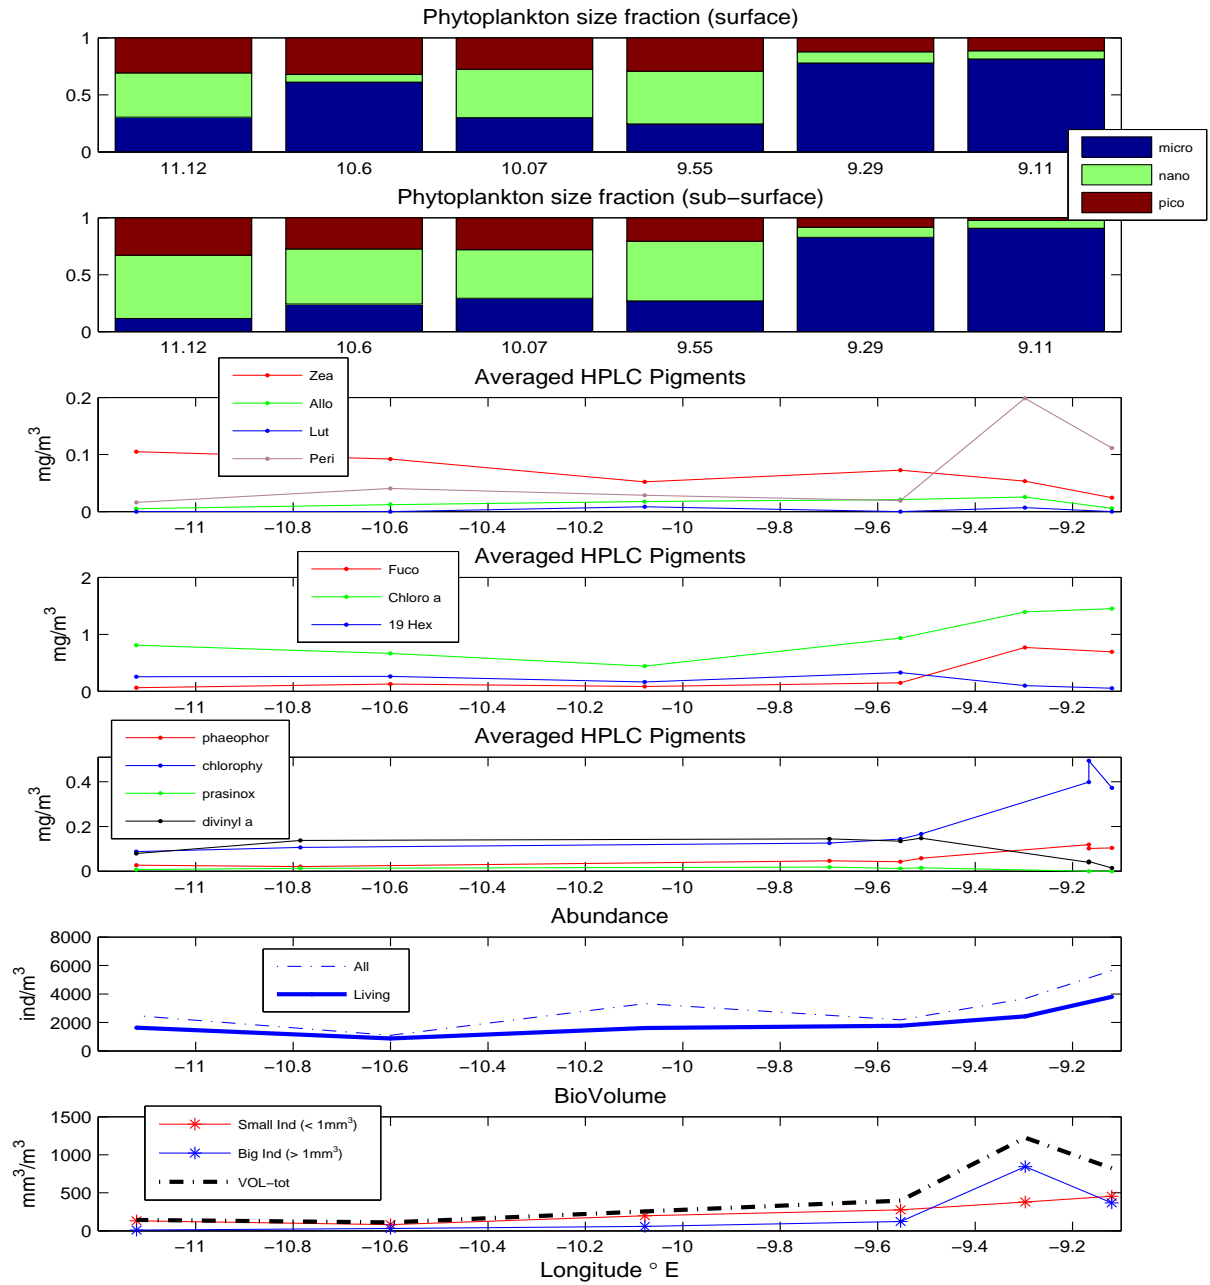 Phytoplankton size fraction (surface)
1
0.5
0
11.12 10.6 10.07 9.55 9.29 9.11
micro
nano
pico
Phytoplankton size fraction (sub−surface)
1
0.5
0
11.12 10.6 10.07 9.55 9.29 9.11
Averaged HPLC Pigments
Zea
Allo
Lut
Peri
mg/m³
0.2
0.1
0
−11 −10.8 −10.6 −10.4 −10.2 −10 −9.8 −9.6 −9.4 −9.2
Averaged HPLC Pigments
Fuco
Chloro a
19 Hex
mg/m³
2
1
0
−11 −10.8 −10.6 −10.4 −10.2 −10 −9.8 −9.6 −9.4 −9.2
Averaged HPLC Pigments
phaeophor
chlorophy
prasinox
divinyl a
mg/m³
0.4
0.2
0
−11 −10.8 −10.6 −10.4 −10.2 −10 −9.8 −9.6 −9.4 −9.2
Abundance
All
Living
ind/m³
8000
6000
4000
2000
0
−11 −10.8 −10.6 −10.4 −10.2 −10 −9.8 −9.6 −9.4 −9.2
BioVolume
Small Ind (< 1mm³)
Big Ind (> 1mm³)
VOL−tot
mm³/m³
1500
1000
500
0
−11 −10.8 −10.6 −10.4 −10.2 −10 −9.8 −9.6 −9.4 −9.2
Longitude ° E